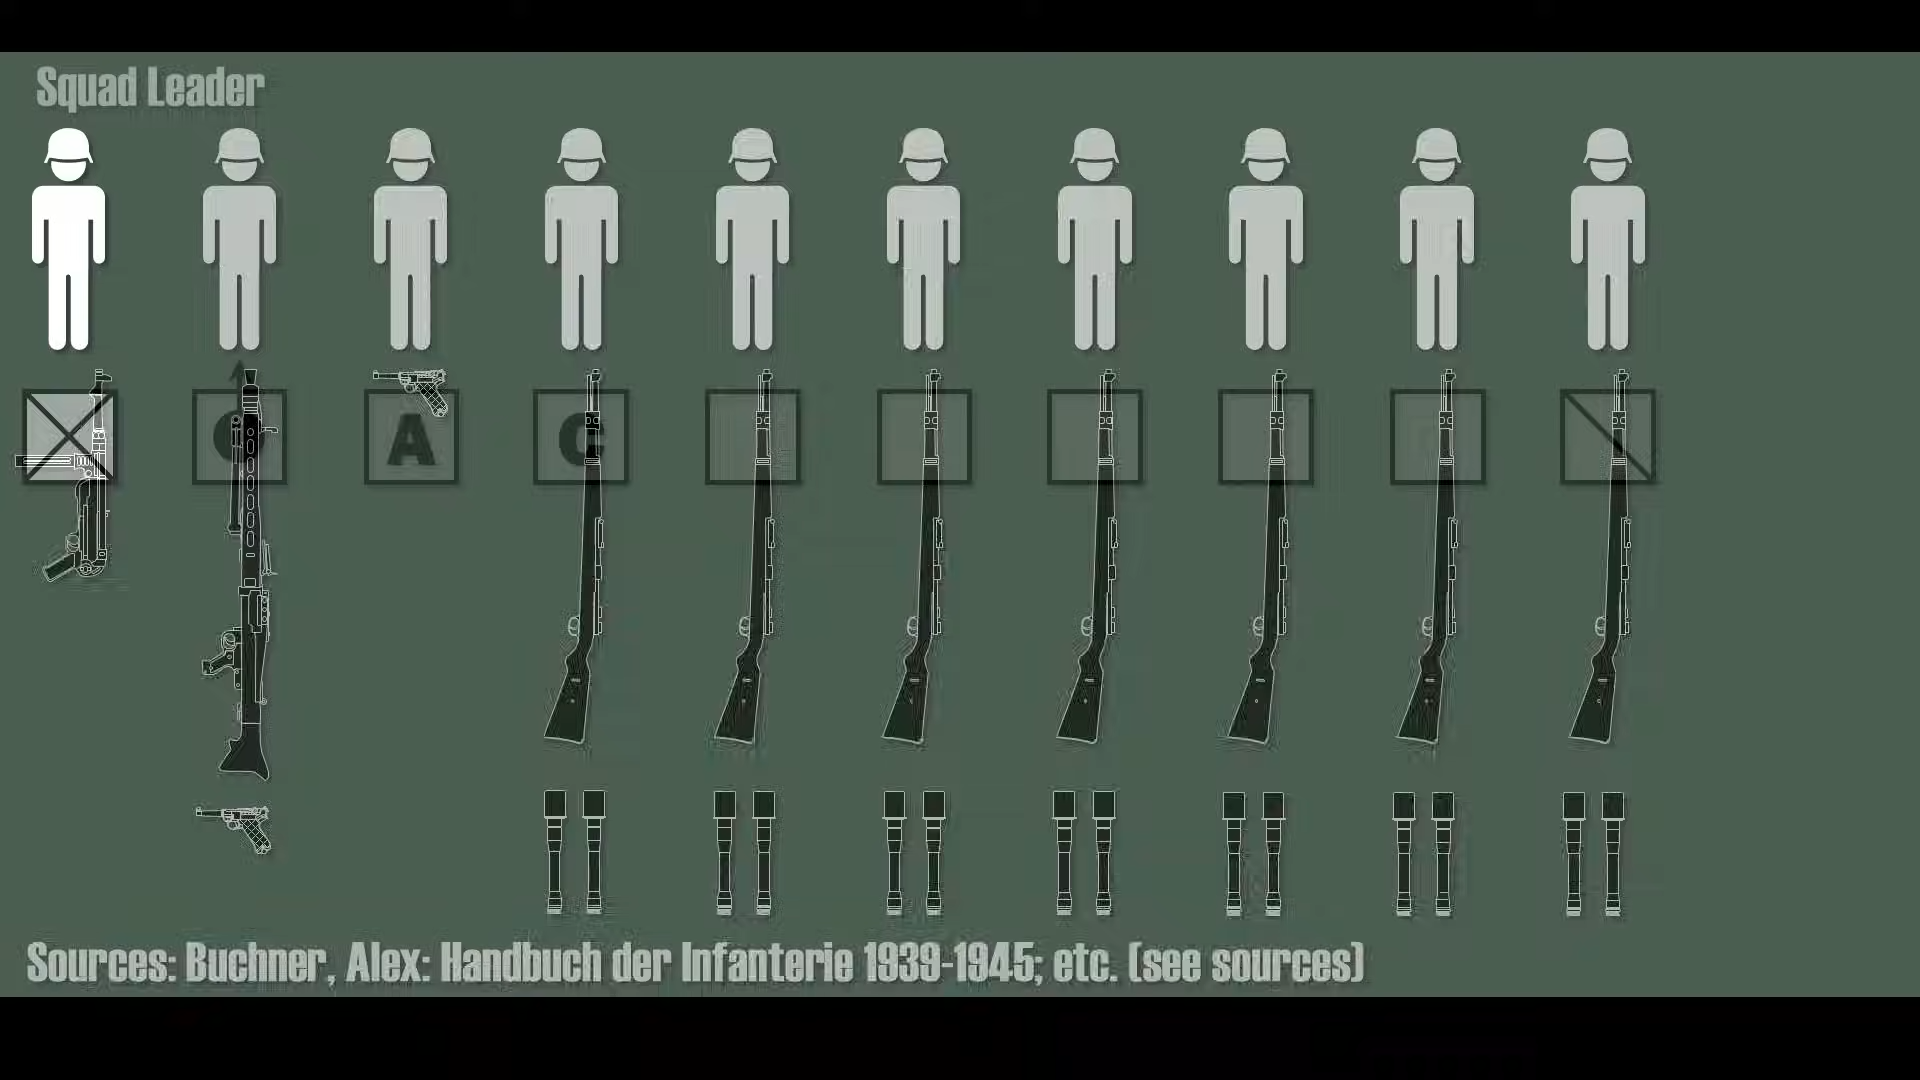 Squad Leader
A
C
Sources: Buchner, Alex: Handbuch der Infanterie 1939-1945; etc. (see sources)